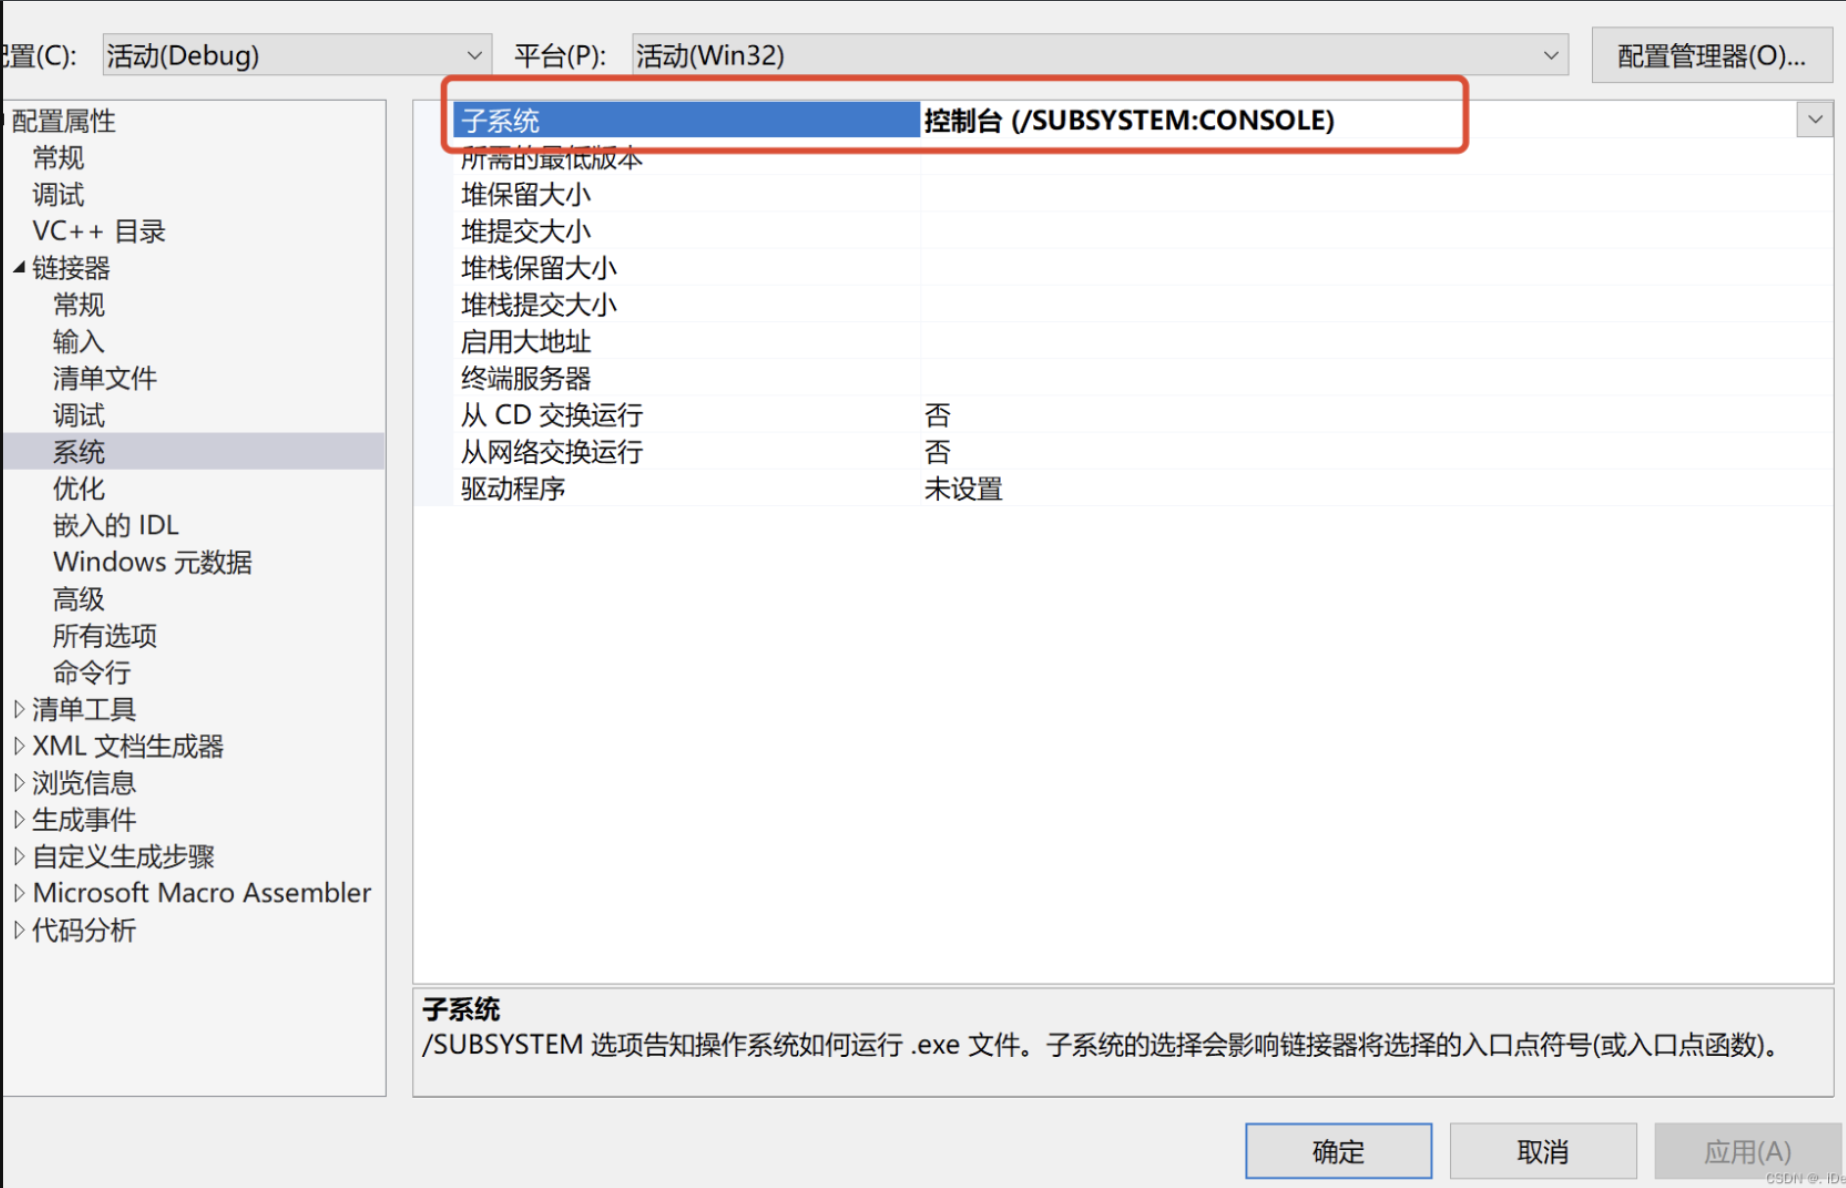 置(C):
活动(Debug)
平台(P):
活动(Win32)
配置管理器(O)...
配置属性
常规
调试
VC++ 目录
链接器
常规
输入
清单文件
调试
系统
优化
嵌入的 IDL
Windows 元数据
高级
所有选项
命令行
清单工具
XML 文档生成器
浏览信息
生成事件
自定义生成步骤
Microsoft Macro Assembler
代码分析
子系统 控制台 (/SUBSYSTEM:CONSOLE)
所需的最低版本
堆保留大小
堆提交大小
堆栈保留大小
堆栈提交大小
启用大地址
终端服务器
从 CD 交换运行 否
从网络交换运行 否
驱动程序 未设置
子系统
/SUBSYSTEM 选项告知操作系统如何运行 .exe 文件。子系统的选择会影响链接器将选择的入口点符号(或入口点函数)。
确定
取消
应用(A)
CSDN @. iDe